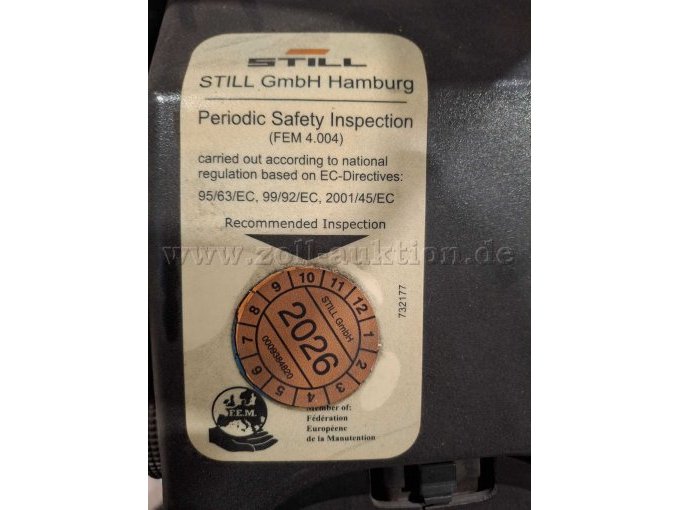 STILL
STILL GmbH Hamburg
Periodic Safety Inspection
(FEM 4.004)
carried out according to national
regulation based on EC-Directives:
95/63/EC, 99/92/EC, 2001/45/EC
Recommended Inspection
www.zoll-auktion.de
9 10 11 12 1 2 3 4 5 6 7 8
STILL GmbH
2026
0009384820
732177
F.E.M.
Member of:
Fédération
Européene
de la Manutention